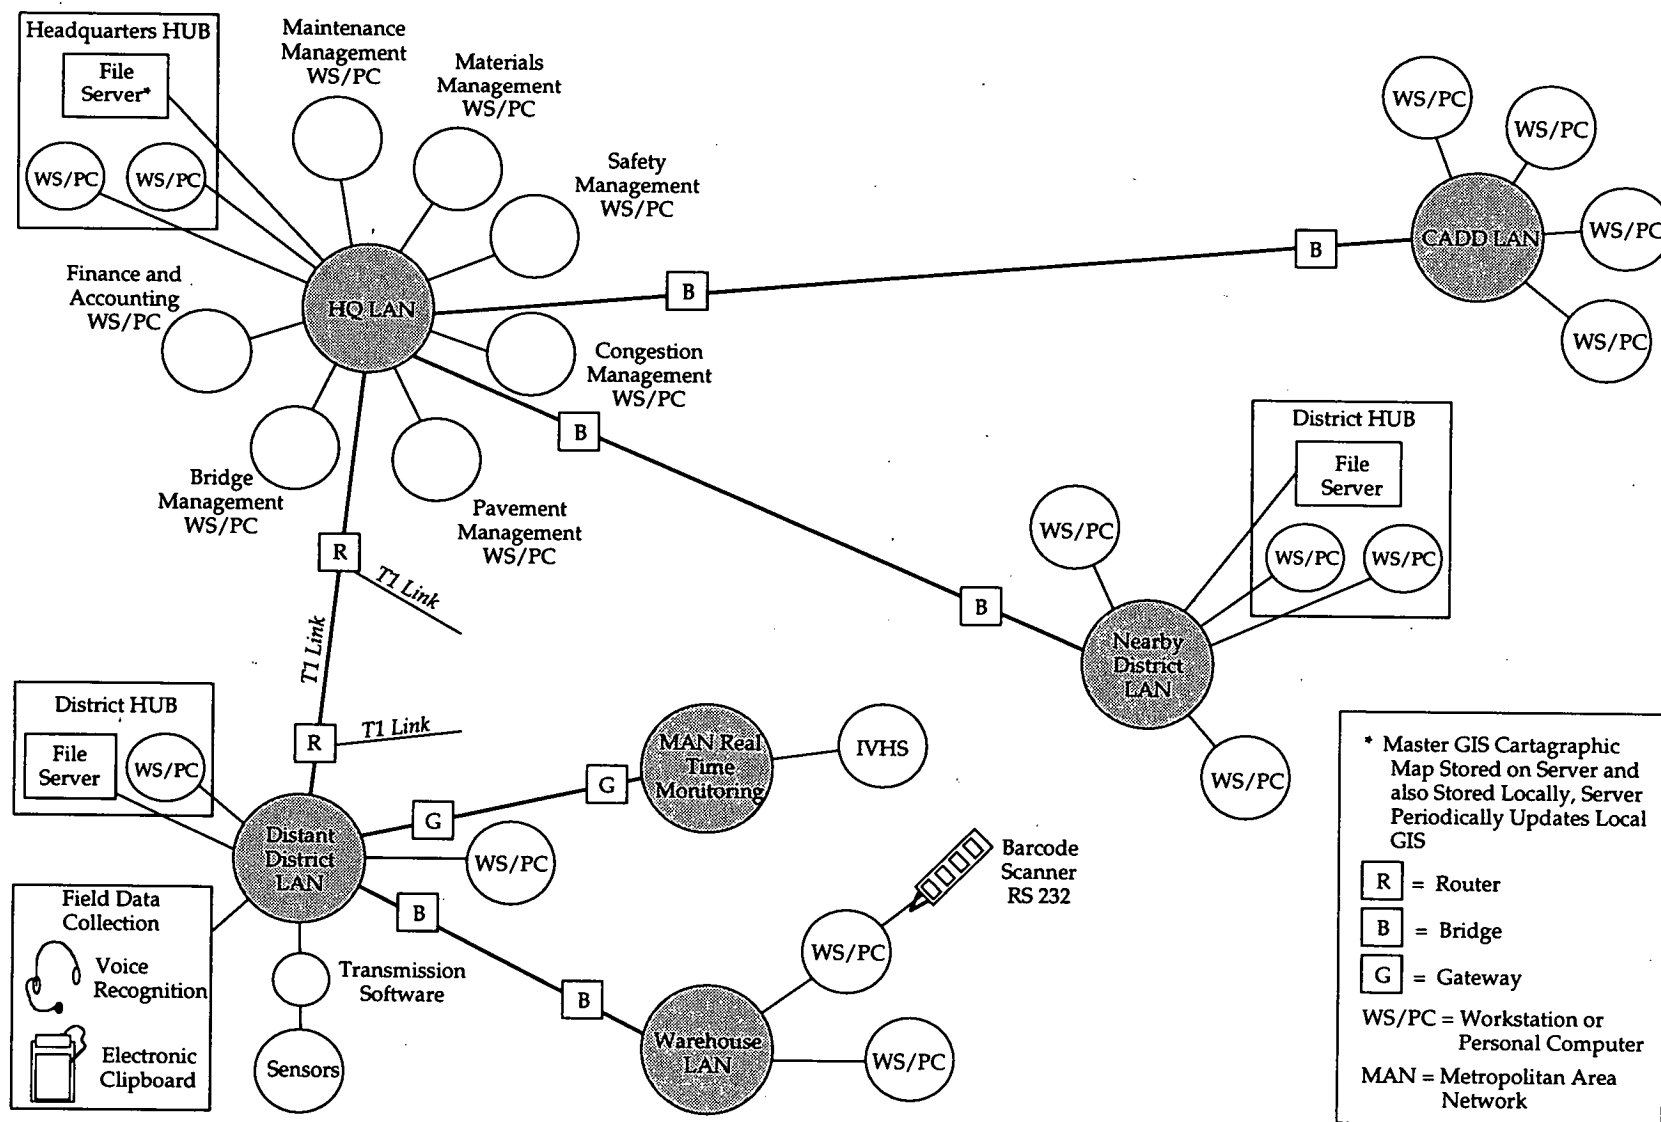 Headquarters HUB
File
Server*
WS/PC
WS/PC
Maintenance
Management
WS/PC
Materials
Management
WS/PC
Safety
Management
WS/PC
Finance and
Accounting
WS/PC
HQ LAN
Congestion
Management
WS/PC
Bridge
Management
WS/PC
Pavement
Management
WS/PC
B
B
CADD LAN
WS/PC
WS/PC
WS/PC
WS/PC
B
B
District HUB
File
Server
WS/PC
WS/PC
WS/PC
Nearby
District
LAN
WS/PC
R
T1 Link
T1 Link
R
T1 Link
District HUB
File
Server
WS/PC
Distant
District
LAN
G
G
MAN Real
Time
Monitoring
IVHS
WS/PC
B
B
Warehouse
LAN
WS/PC
WS/PC
Barcode
Scanner
RS 232
Field Data
Collection
Voice
Recognition
Electronic
Clipboard
Transmission
Software
Sensors
* Master GIS Cartagraphic
Map Stored on Server and
also Stored Locally, Server
Periodically Updates Local
GIS
R = Router
B = Bridge
G = Gateway
WS/PC = Workstation or
Personal Computer
MAN = Metropolitan Area
Network